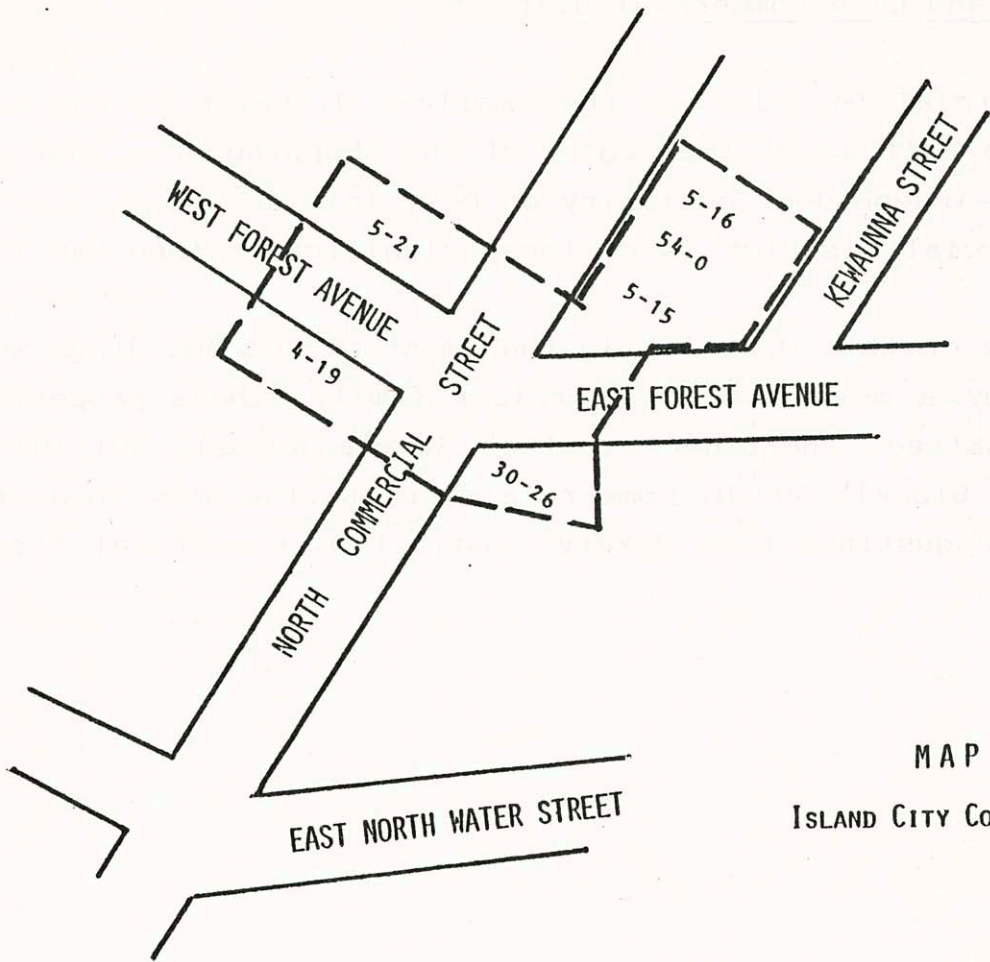 WEST FOREST AVENUE
5-21
4-19
STREET
NORTH COMMERCIAL
5-16
54-0
5-15
KEWAUNNA STREET
EAST FOREST AVENUE
30-26
EAST NORTH WATER STREET
MAP
ISLAND CITY CO